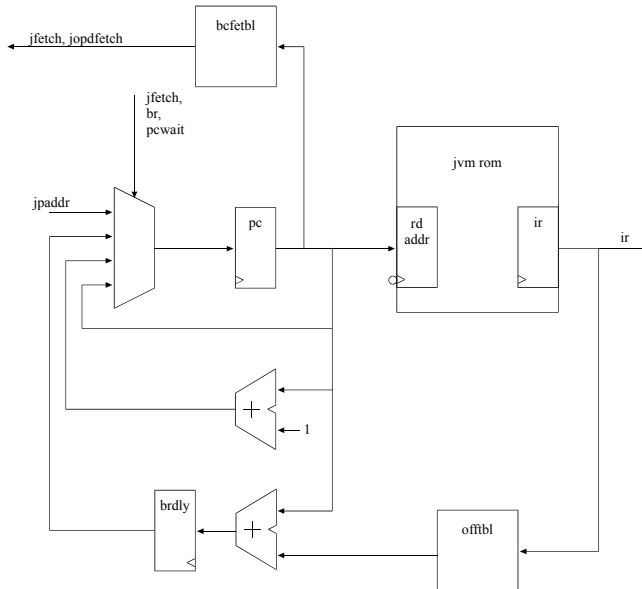 bcfetbl
jfetch, jopdfetch
jfetch,
br,
pcwait
jvm rom
jpaddr
pc
rd
addr
ir
ir
+
1
brdly
+
offtbl